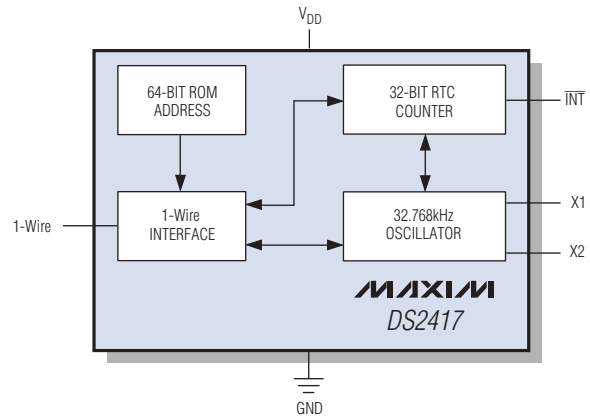 VDD
64-BIT ROM
ADDRESS
32-BIT RTC
COUNTER
INT
1-Wire
1-Wire
INTERFACE
32.768kHz
OSCILLATOR
X1
X2
MAXIM
DS2417
GND